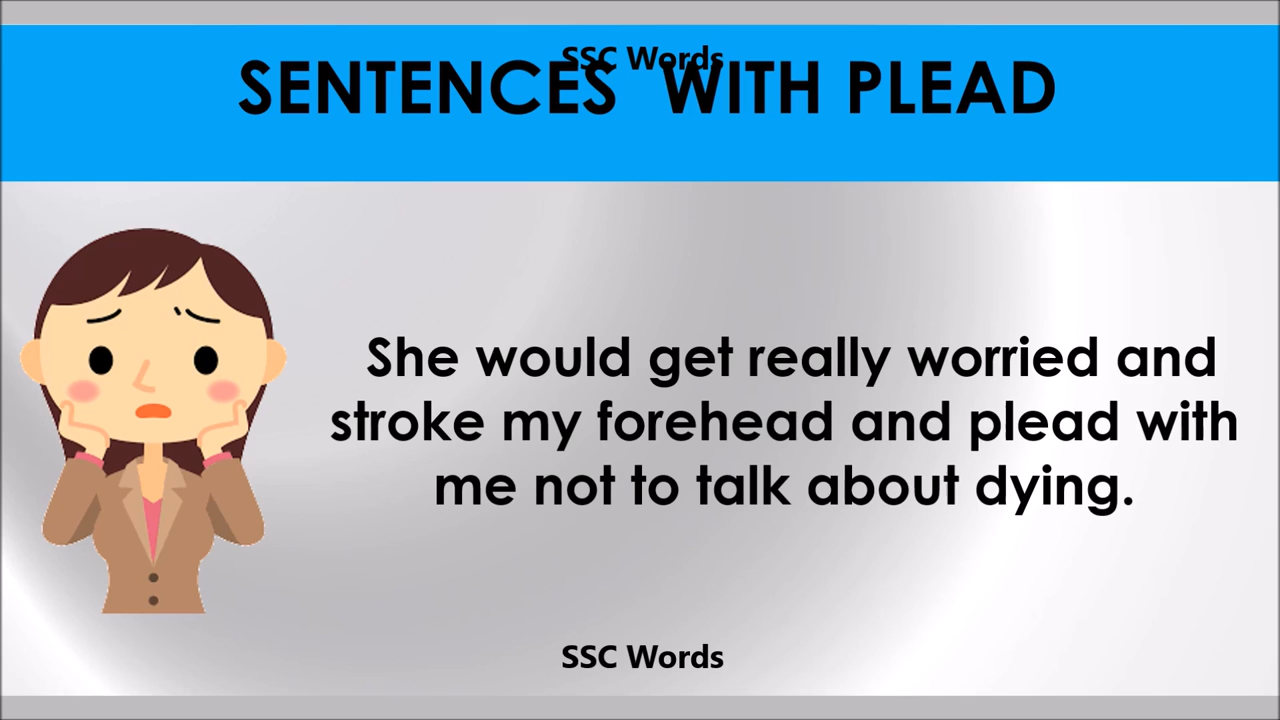 SSC Words
SENTENCES WITH PLEAD
She would get really worried and
stroke my forehead and plead with
me not to talk about dying.
SSC Words